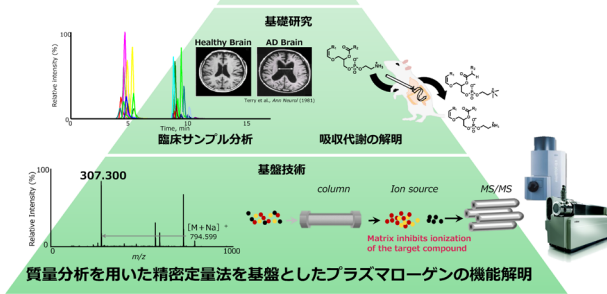 基礎研究
Relative intensity (%)
100
0
0
5
10
15
Time, min
Healthy Brain
AD Brain
Terry et al., Ann Neurol (1981)
臨床サンプル分析
吸収代謝の解明
基盤技術
Relative Intensity (%)
100
50
0
307.300
[M+Na]+
794.599
m/z
1000
column
Ion source
MS/MS
Matrix inhibits ionization
of the target compound
質量分析を用いた精密定量法を基盤としたプラズマローゲンの機能解明